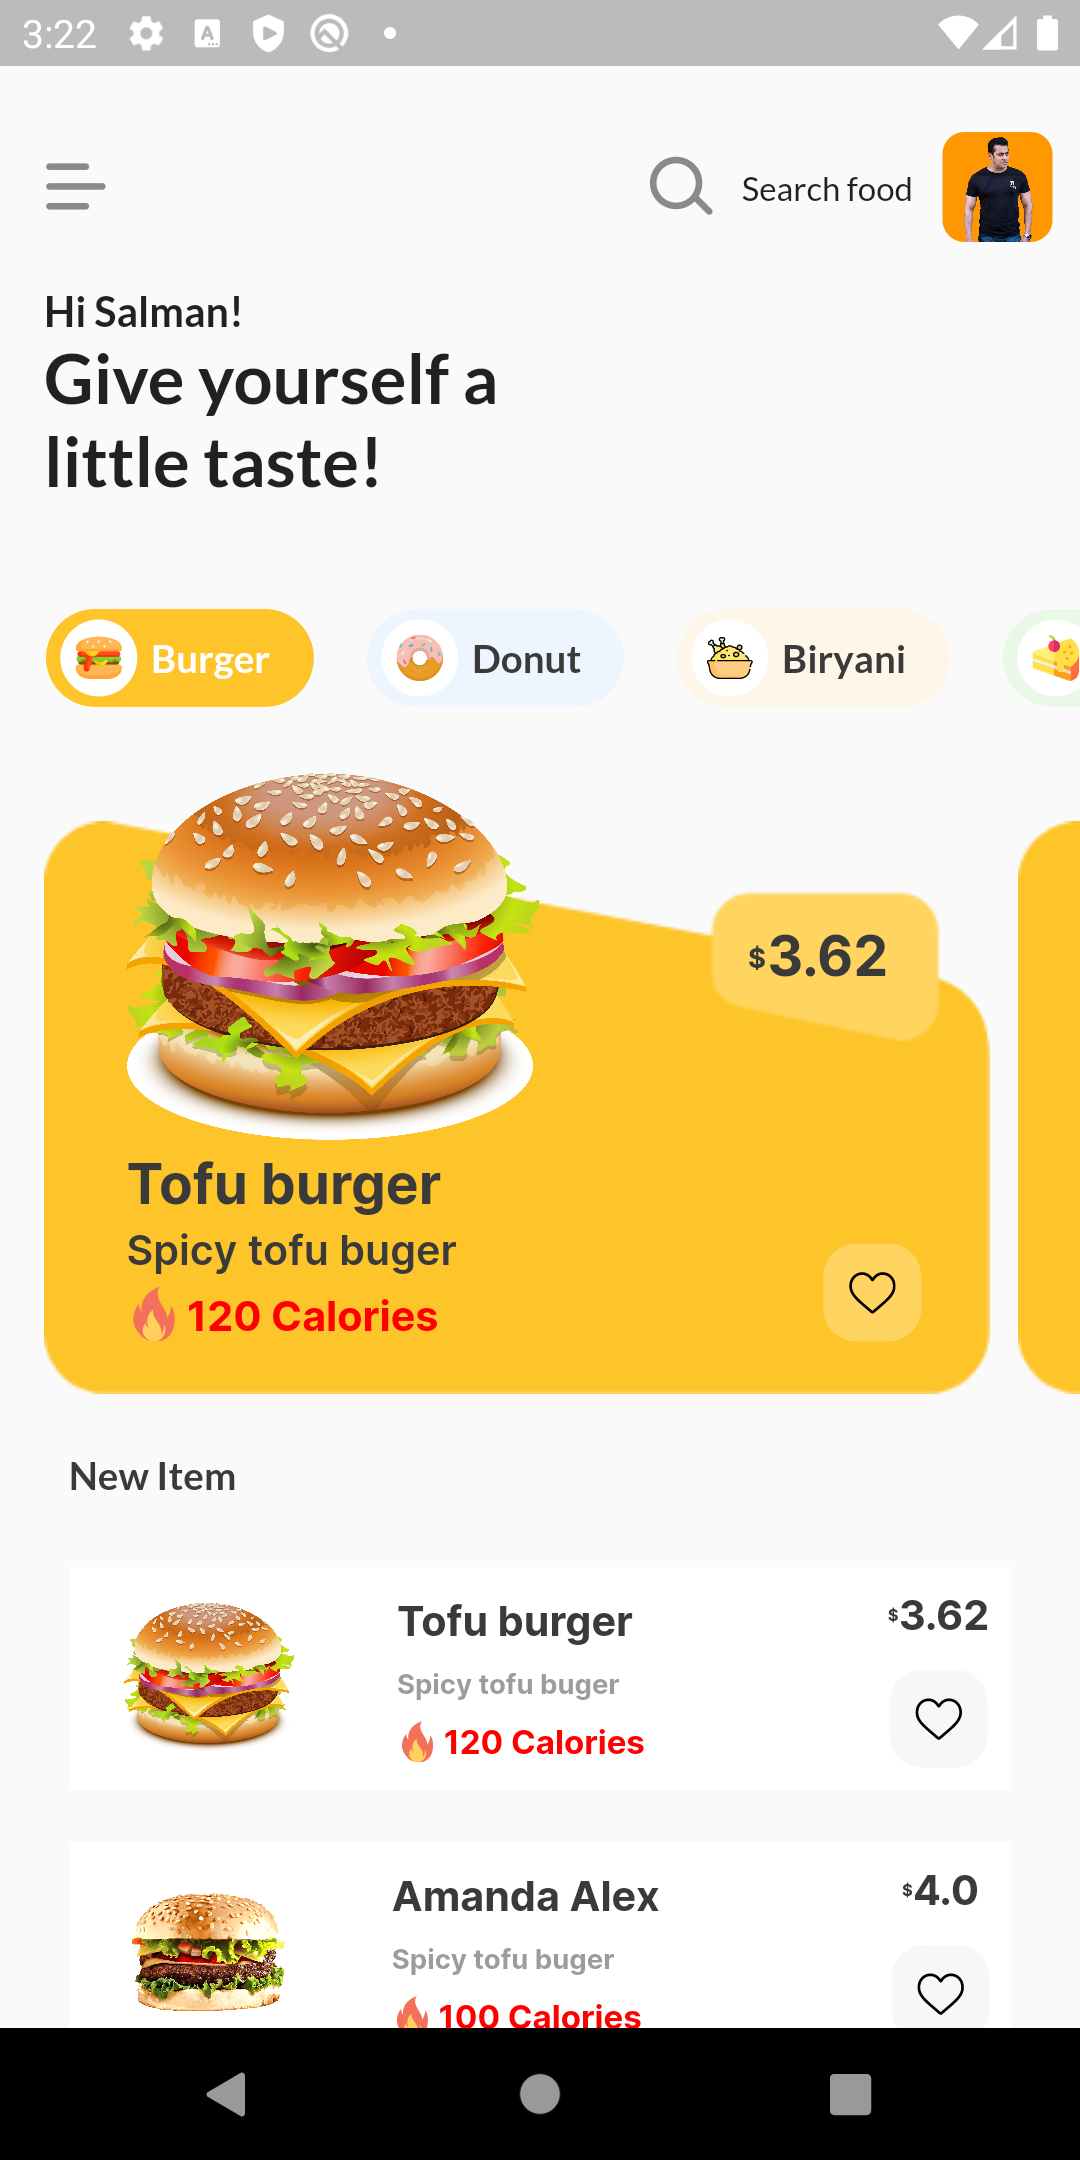 3:22
Search food
Hi Salman!
Give yourself a
little taste!
Burger
Donut
Biryani
$3.62
Tofu burger
Spicy tofu buger
120 Calories
New Item
Tofu burger
$3.62
Spicy tofu buger
120 Calories
Amanda Alex
$4.0
Spicy tofu buger
100 Calories